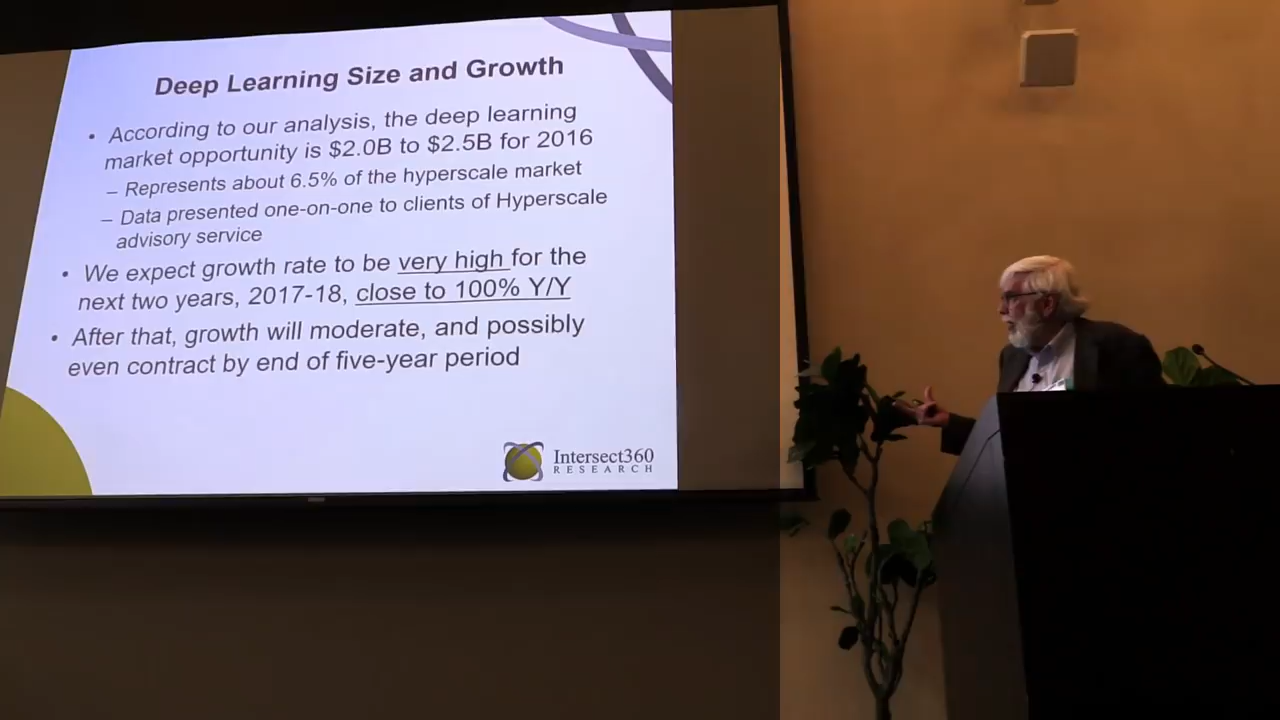 Deep Learning Size and Growth
• According to our analysis, the deep learning
market opportunity is $2.0B to $2.5B for 2016
– Represents about 6.5% of the hyperscale market
– Data presented one-on-one to clients of Hyperscale
advisory service
• We expect growth rate to be very high for the
next two years, 2017-18, close to 100% Y/Y
• After that, growth will moderate, and possibly
even contract by end of five-year period
Intersect360
RESEARCH